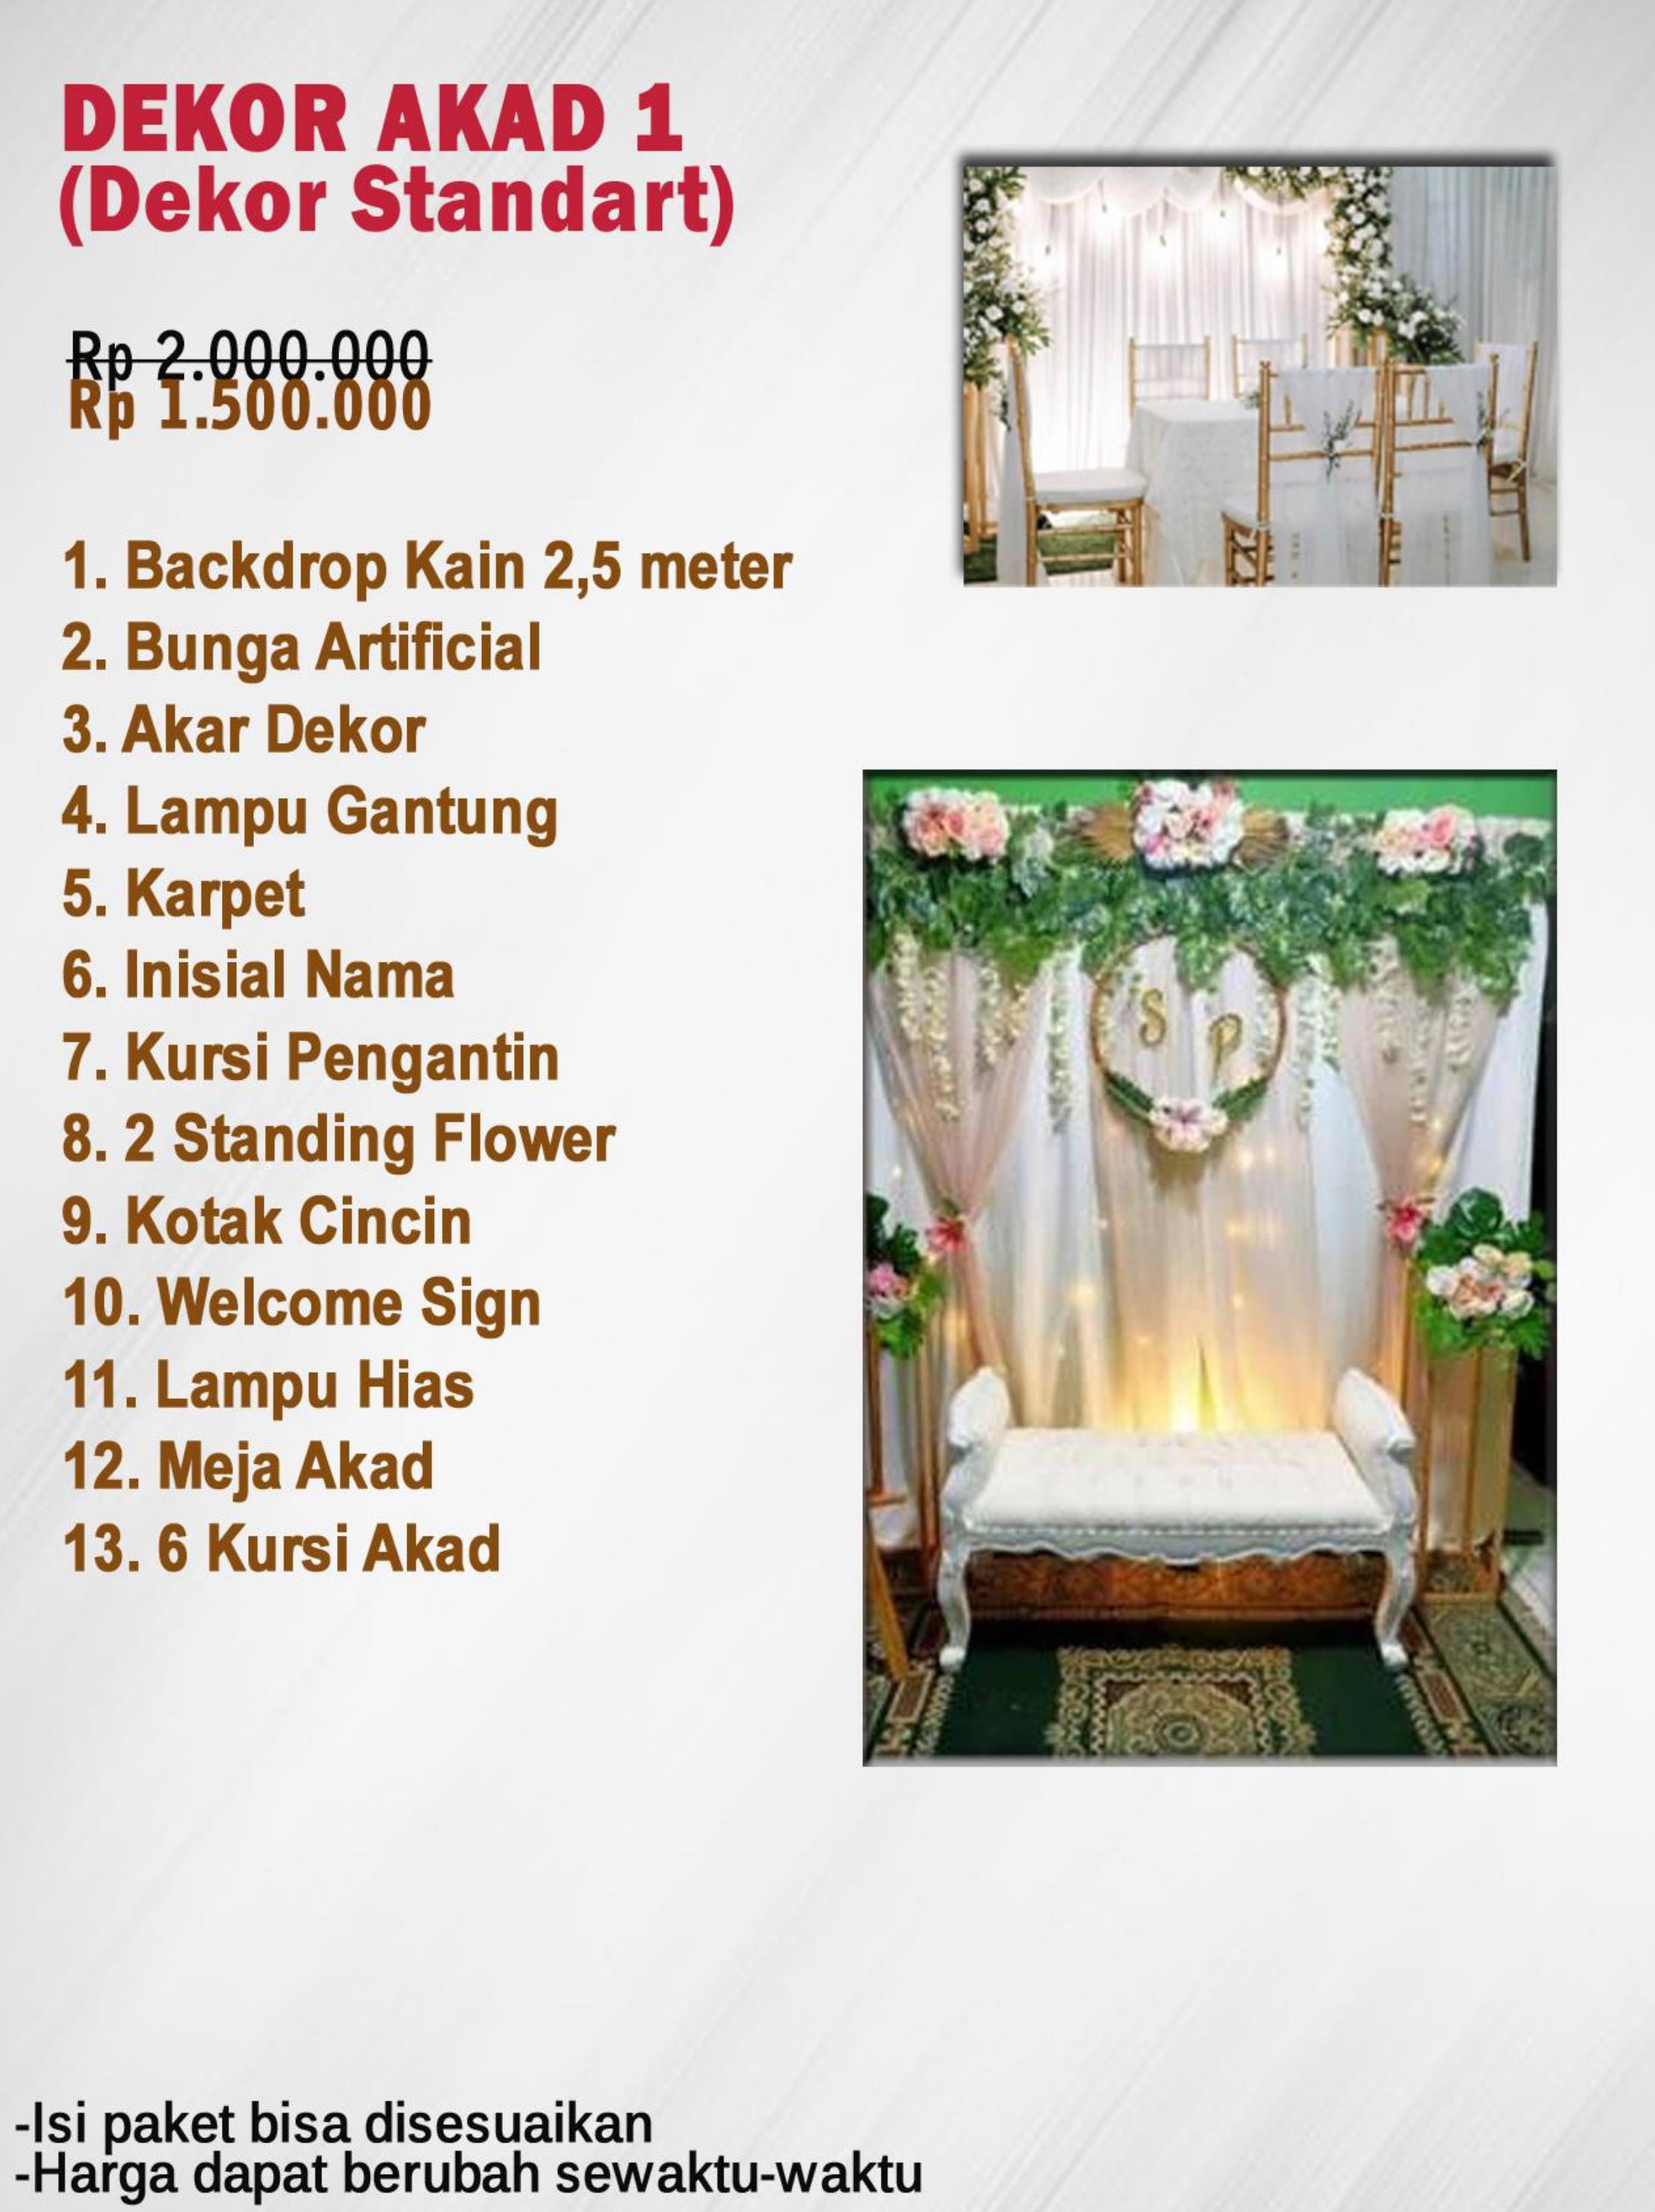 DEKOR AKAD 1
(Dekor Standart)
Rp 2.000.000
Rp 1.500.000
1. Backdrop Kain 2,5 meter
2. Bunga Artificial
3. Akar Dekor
4. Lampu Gantung
5. Karpet
6. Inisial Nama
7. Kursi Pengantin
8. 2 Standing Flower
9. Kotak Cincin
10. Welcome Sign
11. Lampu Hias
12. Meja Akad
13. 6 Kursi Akad
S P
-Isi paket bisa disesuaikan
-Harga dapat berubah sewaktu-waktu